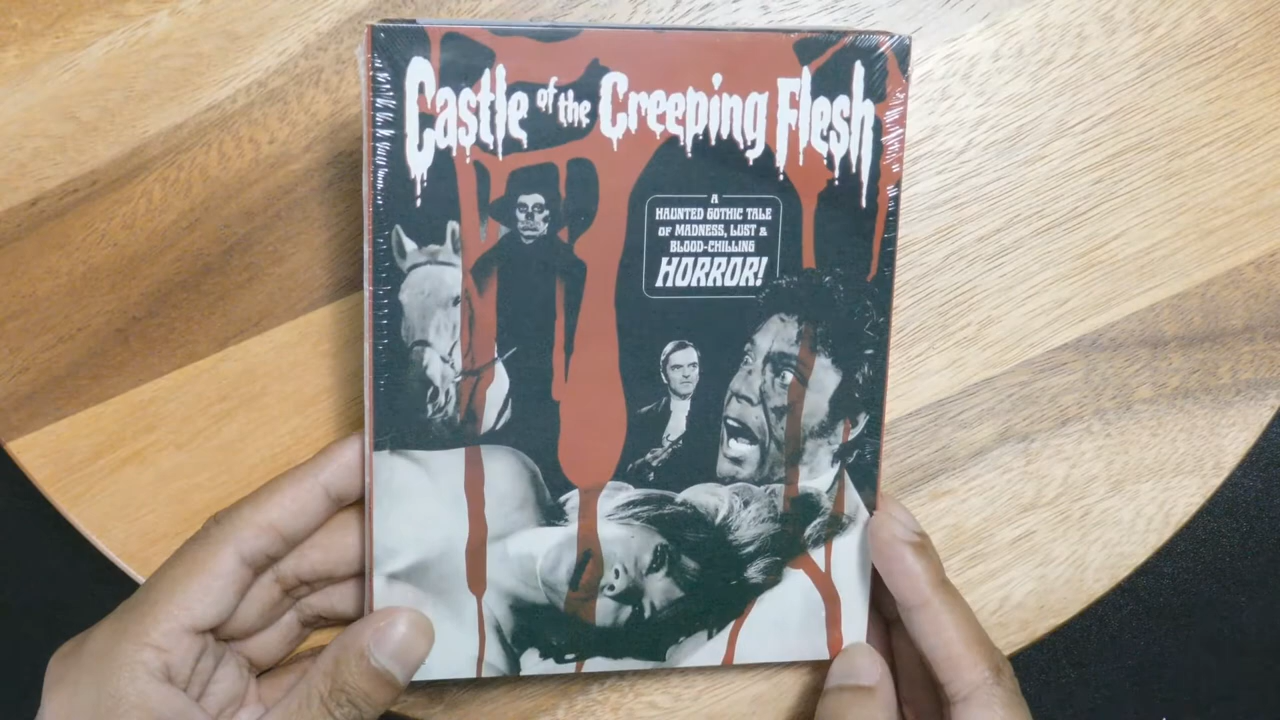 Castle of the Creeping Flesh
A
HAUNTED GOTHIC TALE
OF MADNESS, LUST &
BLOOD-CHILLING
HORROR!